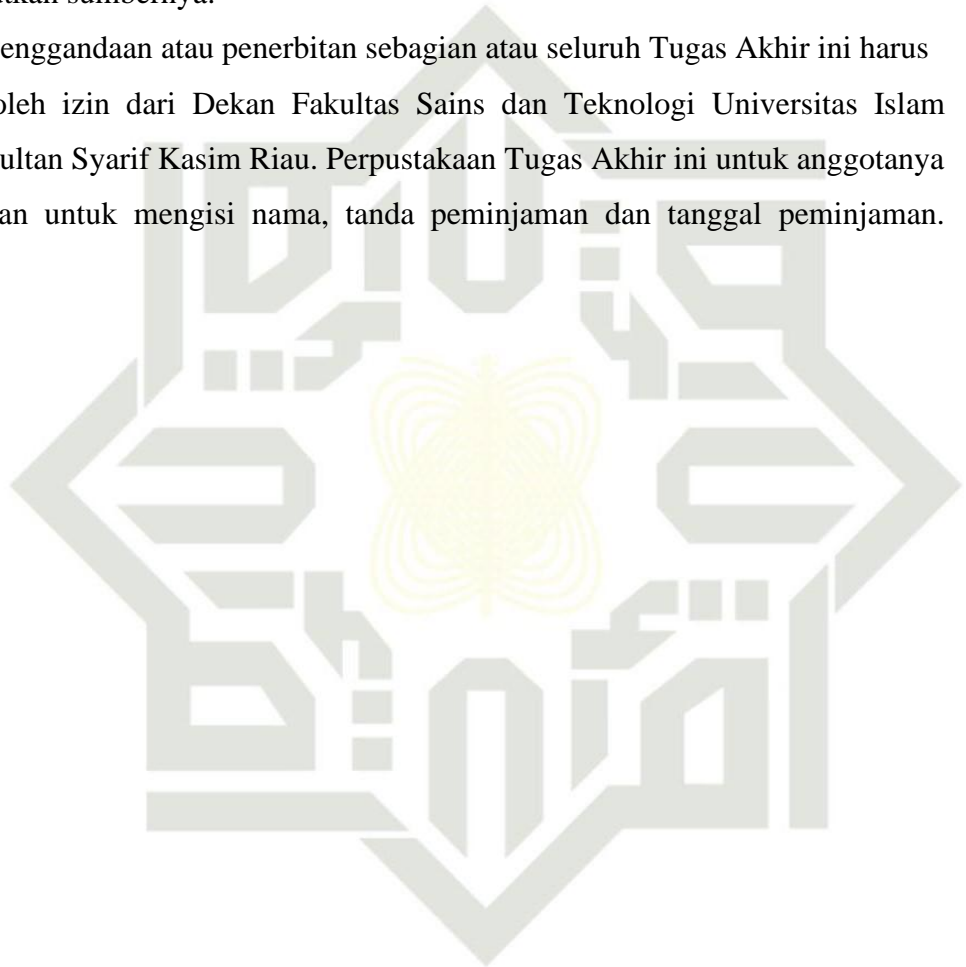 enggandaan atau penerbitan sebagian atau seluruh Tugas Akhir ini harus
oleh izin dari Dekan Fakultas Sains dan Teknologi Universitas Islam
ultan Syarif Kasim Riau. Perpustakaan Tugas Akhir ini untuk anggotanya
an untuk mengisi nama, tanda peminjaman dan tanggal peminjaman.